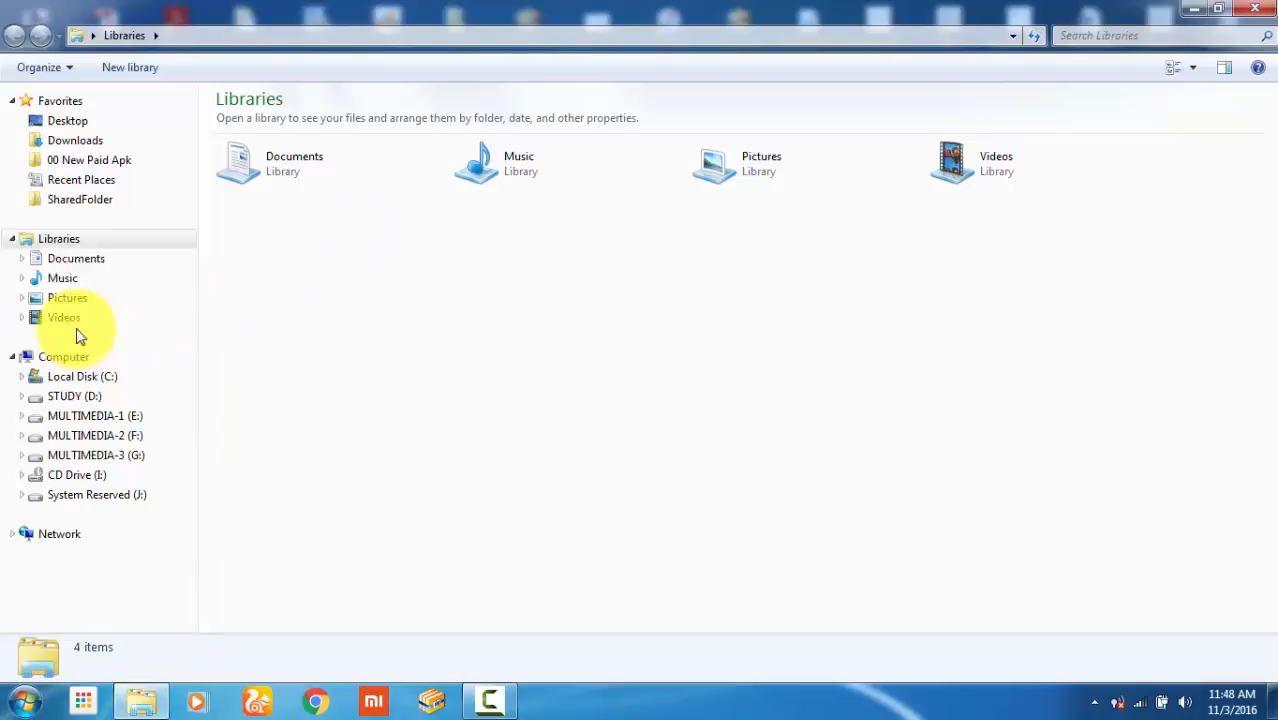 Libraries
Search Libraries
Organize
New library
Favorites
Desktop
Downloads
00 New Paid Apk
Recent Places
SharedFolder
Libraries
Documents
Music
Pictures
Videos
Computer
Local Disk (C:)
STUDY (D:)
MULTIMEDIA-1 (E:)
MULTIMEDIA-2 (F:)
MULTIMEDIA-3 (G:)
CD Drive (I:)
System Reserved (J:)
Network
Libraries
Open a library to see your files and arrange them by folder, date, and other properties.
Documents
Library
Music
Library
Pictures
Library
Videos
Library
4 items
MI
11:48 AM
11/3/2016